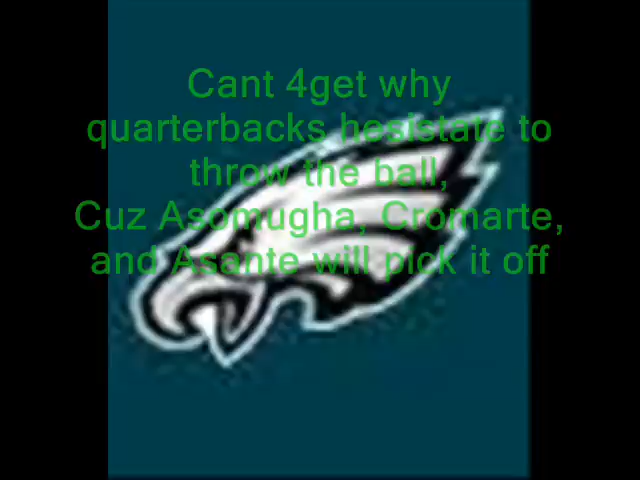 Cant 4get why
quarterbacks hesistate to
throw the ball,
Cuz Asomugha, Cromarte,
and Asante will pick it off